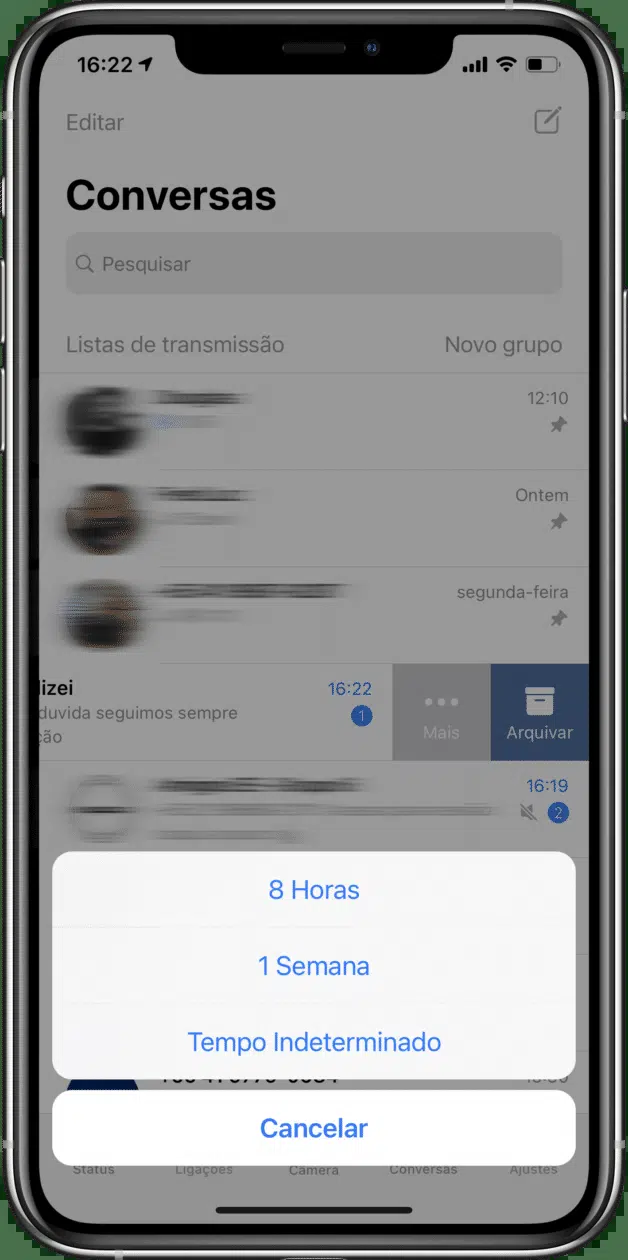 16:22
Editar
Conversas
Pesquisar
Listas de transmissão
Novo grupo
12:10
Ontem
segunda-feira
lizei
16:22
duvida seguimos sempre
1
ção
Mais
Arquivar
16:19
2
8 Horas
1 Semana
Tempo Indeterminado
Cancelar
Status
Ligações
Câmera
Conversas
Ajustes